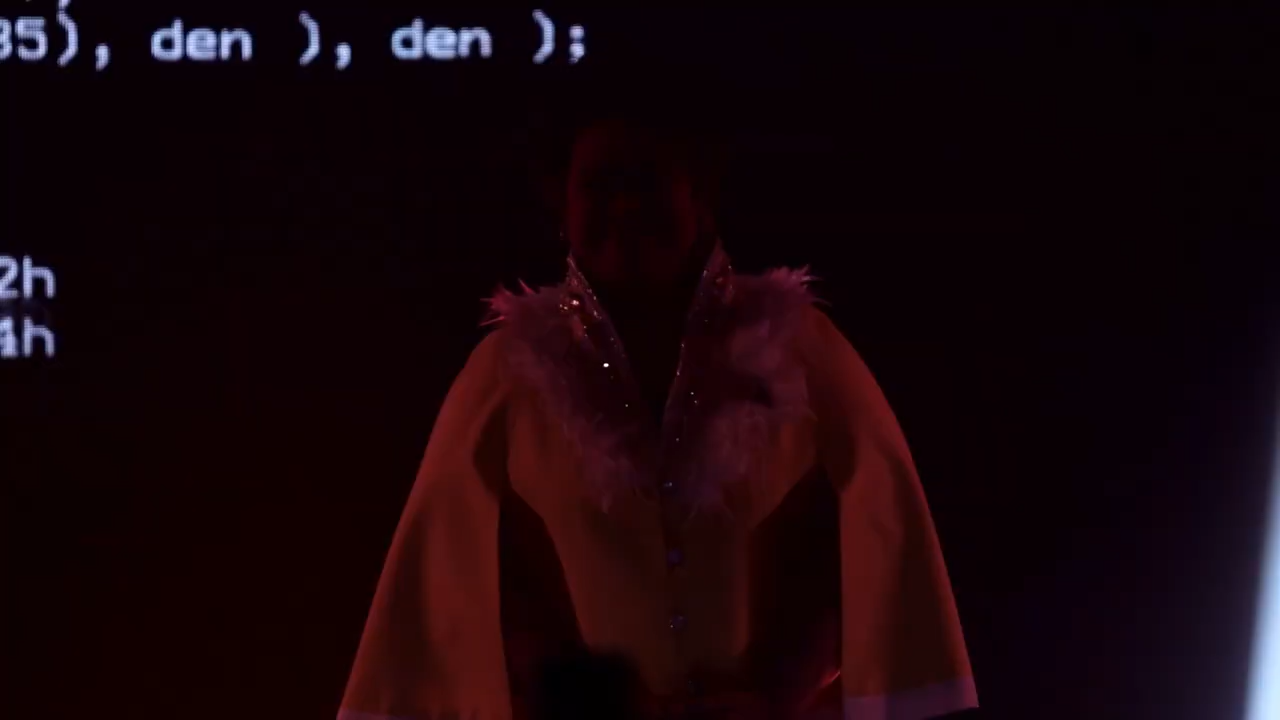 35), den ), den );
2h
4h